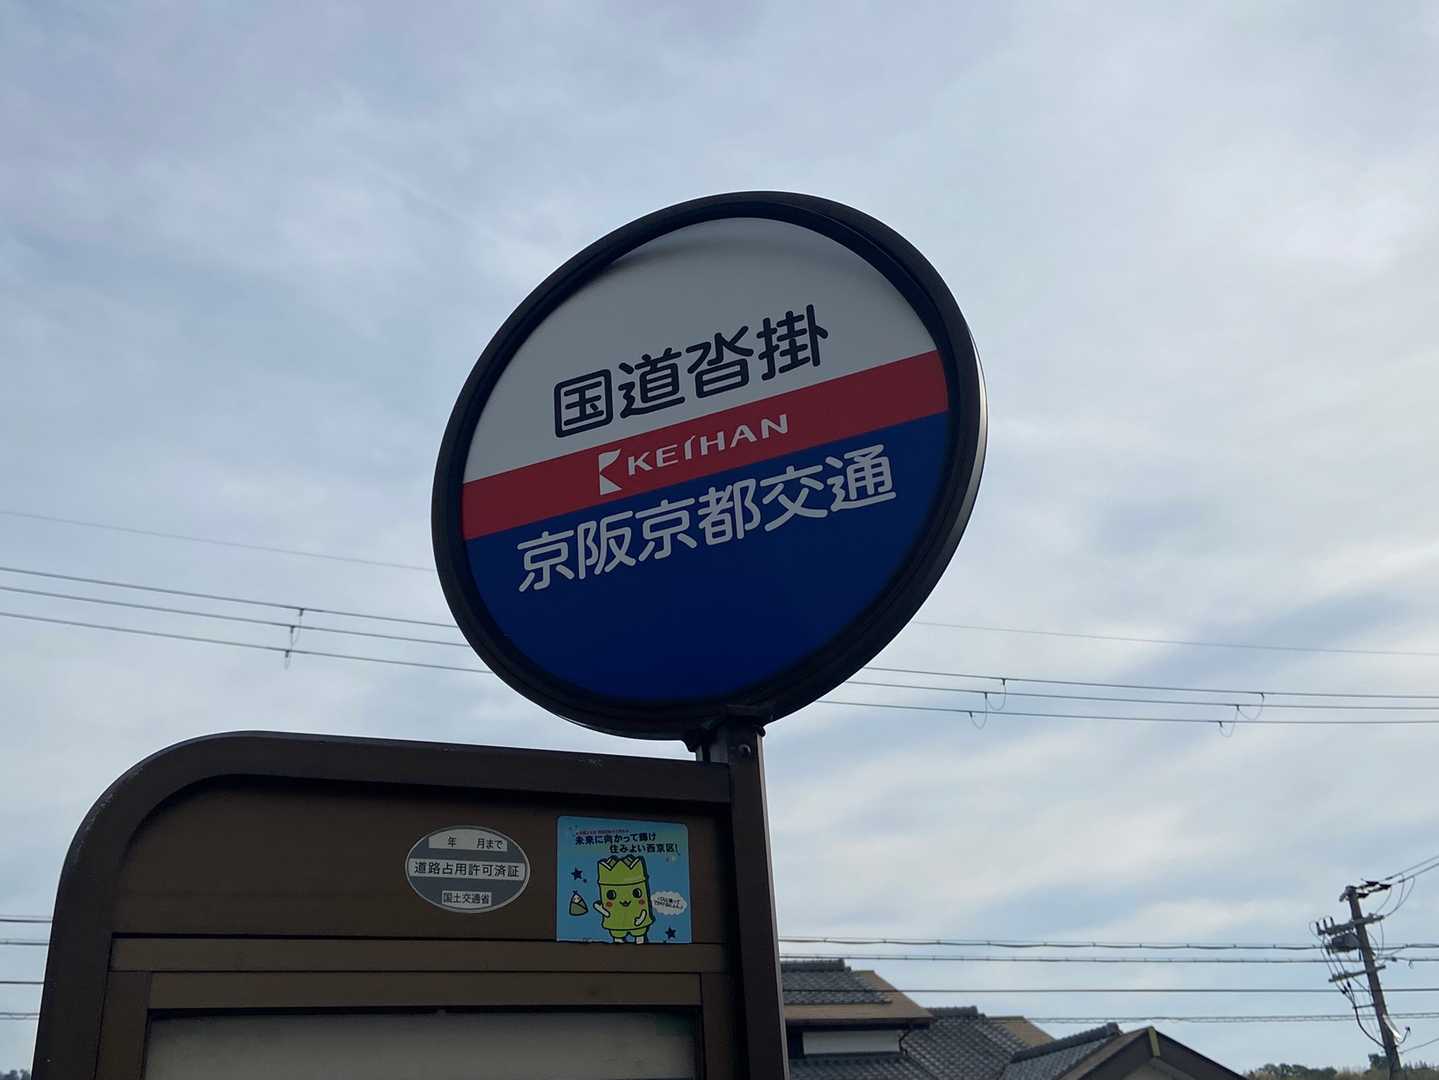 国道沓掛
KEIHAN
京阪京都交通
年　月まで
道路占用許可済証
国土交通省
未来に向かって輝け
住みよい西京区!